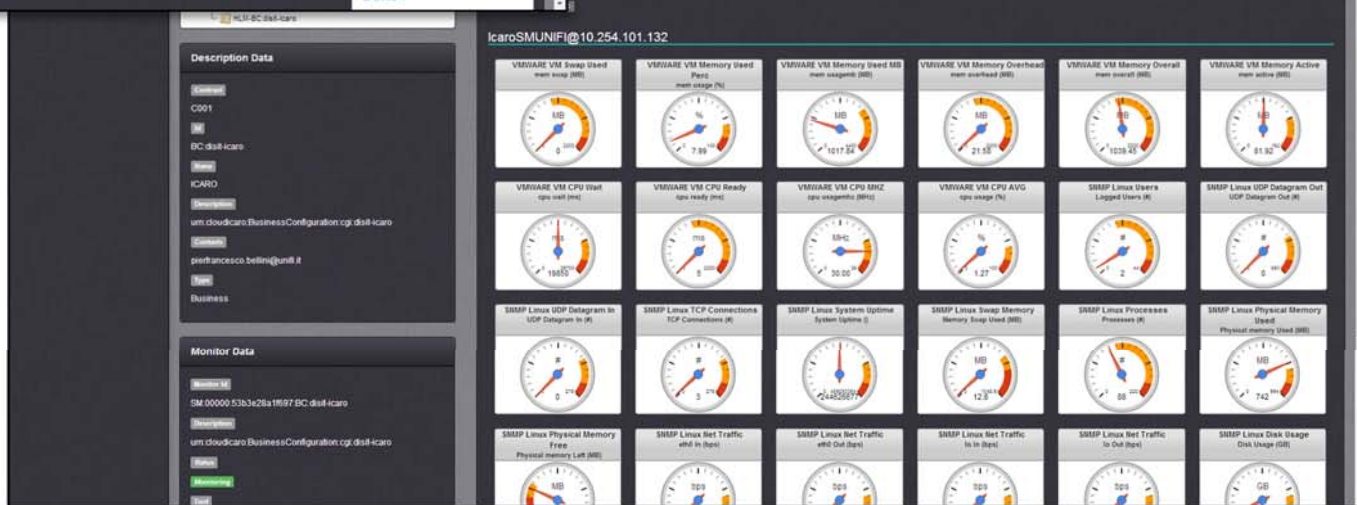 HLM-BC:disit-icaro
Description Data
Contract
C001
Id
BC:disit-icaro
Name
ICARO
Description
urn:cloudicaro:BusinessConfiguration:cgi:disit-icaro
Contacts
pierfrancesco.bellini@unifi.it
Type
Business
Monitor Data
Monitor Id
SM:00000:53b3e28a1f697:BC:disit-icaro
Description
urn:cloudicaro:BusinessConfiguration:cgi:disit-icaro
Status
Monitoring
Tool
IcaroSMUNIFI@10.254.101.132
VMWARE VM Swap Used
mem swap (MB)
MB
0
VMWARE VM Memory Used
Perc
mem usage (%)
%
7.99
VMWARE VM Memory Used MB
mem usagemb (MB)
MB
1017.84
VMWARE VM Memory Overhead
mem overhead (MB)
MB
21.58
VMWARE VM Memory Overall
mem overall (MB)
MB
1039.45
VMWARE VM Memory Active
mem active (MB)
MB
81.92
VMWARE VM CPU Wait
cpu wait (ms)
ms
19850
VMWARE VM CPU Ready
cpu ready (ms)
ms
5
VMWARE VM CPU MHZ
cpu usagemhz (MHz)
MHz
30.00
VMWARE VM CPU AVG
cpu usage (%)
%
1.27
SNMP Linux Users
Logged Users (#)
#
2
SNMP Linux UDP Datagram Out
UDP Datagram Out (#)
#
0
SNMP Linux UDP Datagram In
UDP Datagram In (#)
#
0
SNMP Linux TCP Connections
TCP Connections (#)
#
3
SNMP Linux System Uptime
System Uptime ()
SNMP Linux Swap Memory
Memory Swap Used (MB)
MB
12.6
SNMP Linux Processes
Processes (#)
#
68
SNMP Linux Physical Memory
Used
Physical memory Used (MB)
MB
742
SNMP Linux Physical Memory
Free
Physical memory Left (MB)
MB
SNMP Linux Net Traffic
eth0 In (bps)
bps
SNMP Linux Net Traffic
eth0 Out (bps)
bps
SNMP Linux Net Traffic
lo In (bps)
bps
SNMP Linux Net Traffic
lo Out (bps)
bps
SNMP Linux Disk Usage
Disk Usage (GB)
GB